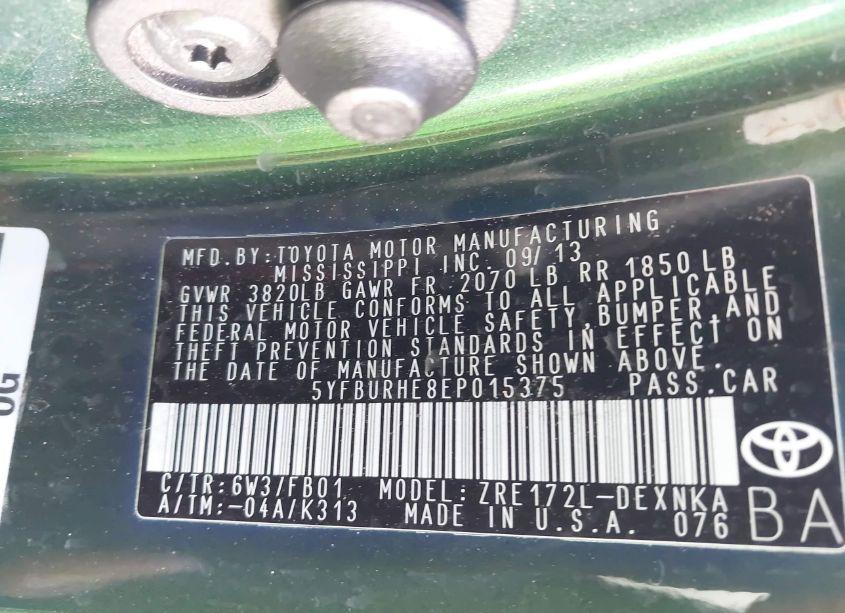 MFD.BY:TOYOTA MOTOR MANUFACTURING
MISSISSIPPI INC. 09/13
GVWR 3820LB GAWR FR. 2070 LB RR 1850 LB
THIS VEHICLE CONFORMS TO ALL APPLICABLE
FEDERAL MOTOR VEHICLE SAFETY, BUMPER, AND
THEFT PREVENTION STANDARDS IN EFFECT ON
THE DATE OF MANUFACTURE SHOWN ABOVE.
5YFBURHE8EP015375 PASS.CAR
C/TR:6W3/FB01 MODEL:ZRE172L-DEXNKA
A/TM:-04A/K313 MADE IN U.S.A. 076
BA